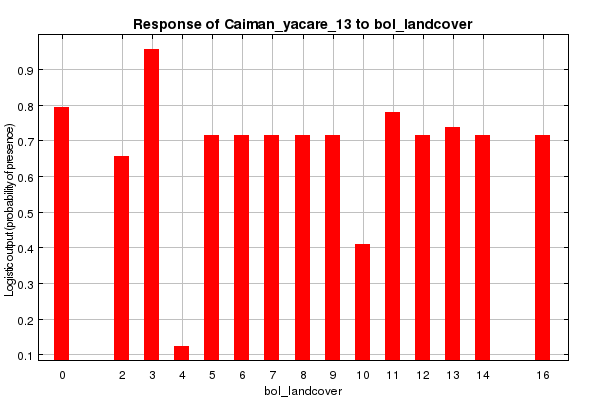 Response of Caiman_yacare_13 to bol_landcover
Logistic output (probability of presence)
0.9
0.8
0.7
0.6
0.5
0.4
0.3
0.2
0.1
0 2 3 4 5 6 7 8 9 10 11 12 13 14 16
bol_landcover